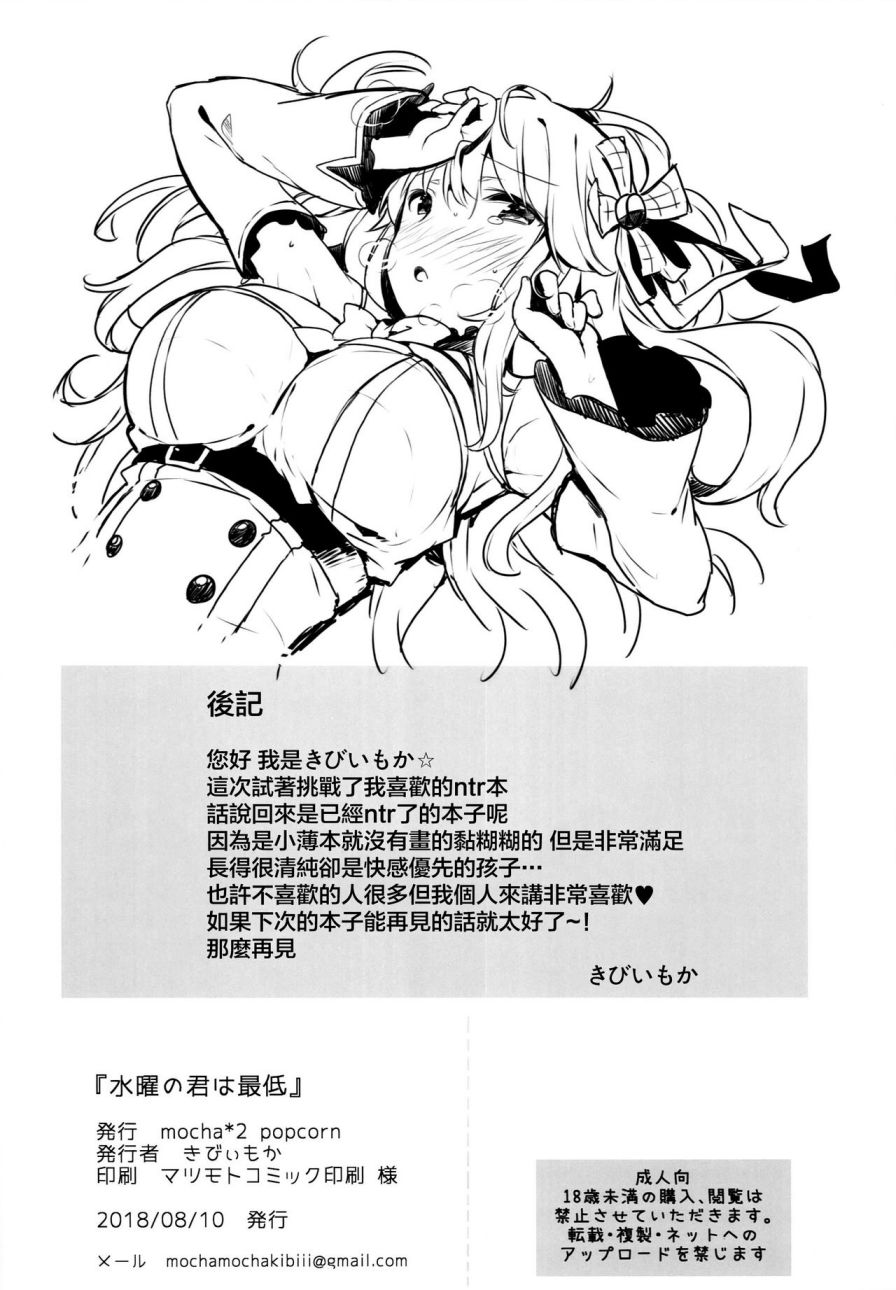 後記
您好 我是きびいもか☆
這次試著挑戰了我喜歡的ntr本
話說回來是已經ntr了的本子呢
因為是小薄本就沒有畫的黏糊糊的 但是非常滿足
長得很清純卻是快感優先的孩子…
也許不喜歡的人很多但我個人來講非常喜歡♥
如果下次的本子能再見的話就太好了~!
那麼再見
きびいもか
『水曜の君は最低』
発行　mocha*2 popcorn
発行者　きびぃもか
印刷　マツモトコミック印刷 様
2018/08/10　発行
メール　mochamochakibiii@gmail.com
成人向
18歳未満の購入、閲覧は
禁止させていただきます。
転載・複製・ネットへの
アップロードを禁じます